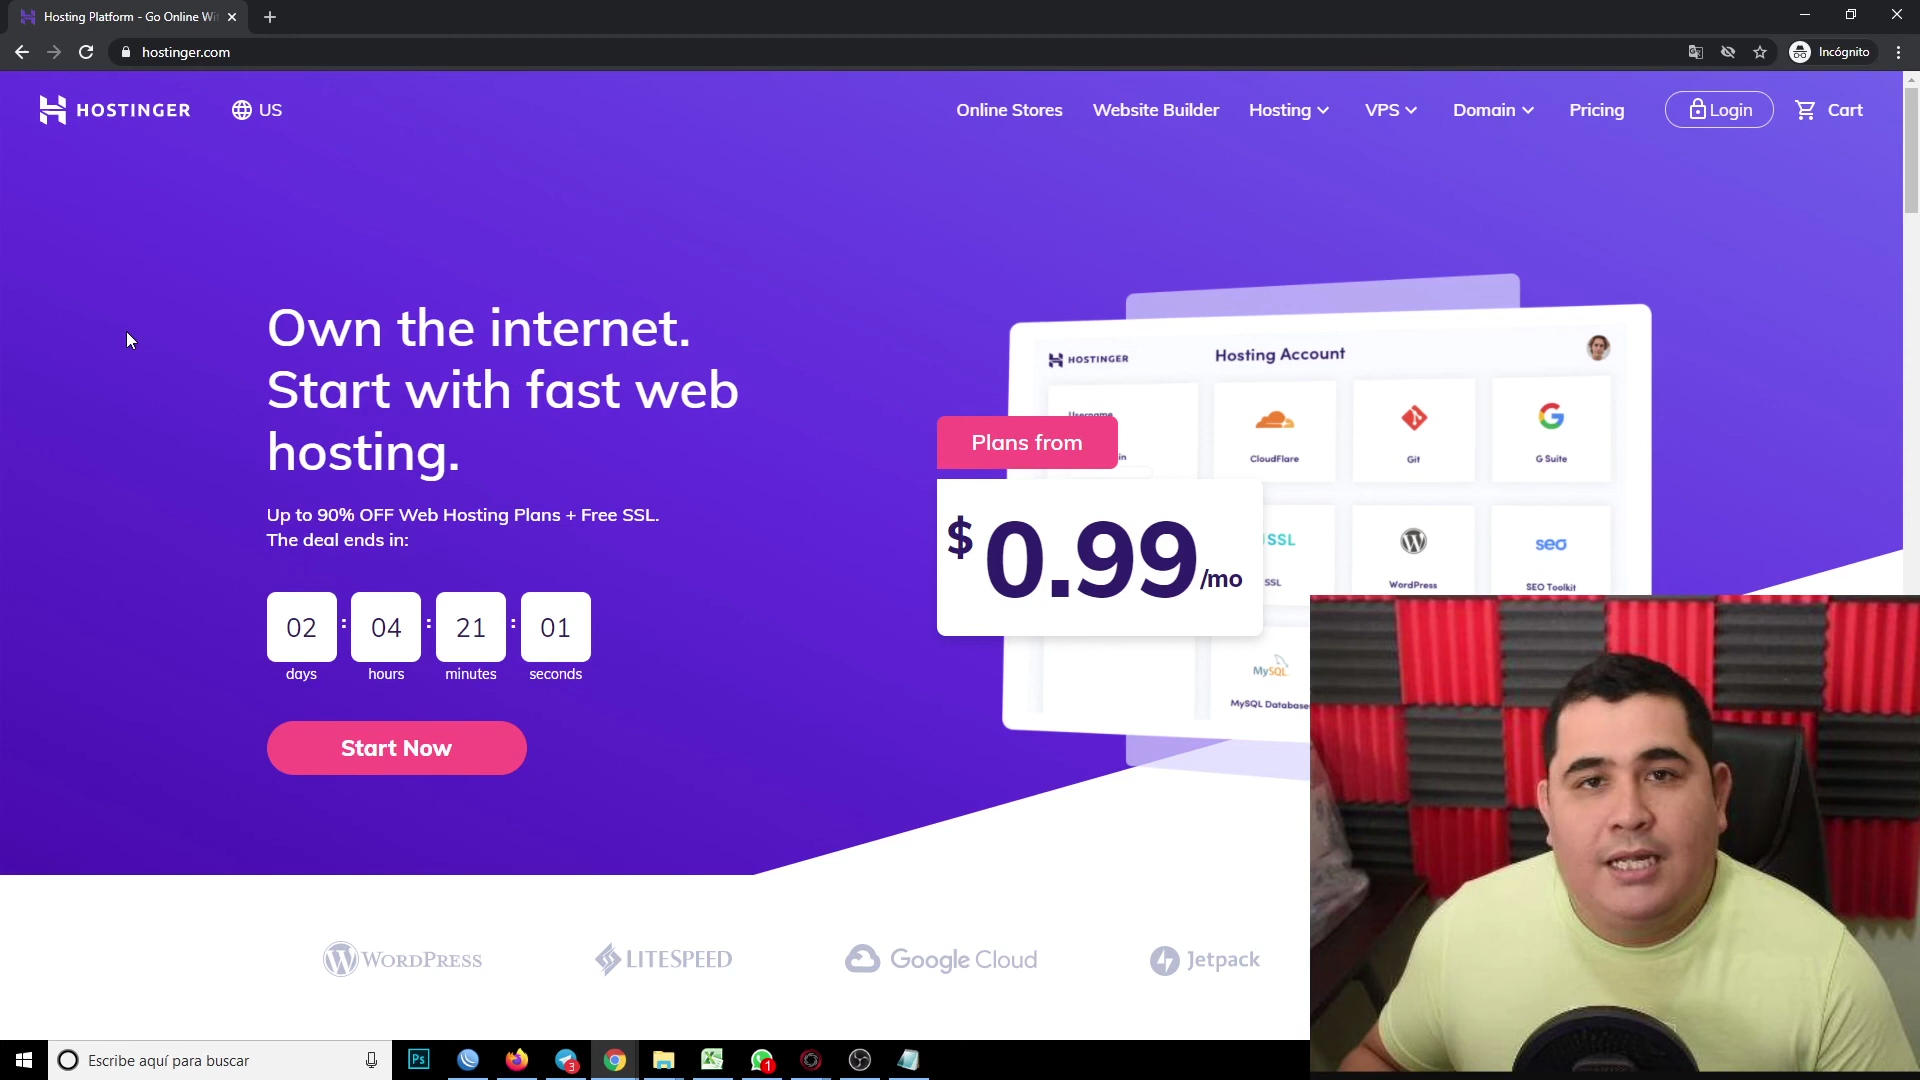 Hosting Platform - Go Online Wi
hostinger.com
Incógnito
HOSTINGER
US
Online Stores
Website Builder
Hosting
VPS
Domain
Pricing
Login
Cart
Own the internet.
Start with fast web
hosting.
Up to 90% OFF Web Hosting Plans + Free SSL.
The deal ends in:
02 : 04 : 21 : 01
days hours minutes seconds
Start Now
HOSTINGER
Hosting Account
Plans from
$0.99/mo
CloudFlare
Git
G Suite
SSL
SSL
WordPress
seo
SEO Toolkit
MySQL
MySQL Database
WORDPRESS
LITESPEED
Google Cloud
Jetpack
Escribe aquí para buscar
Ps
3
1